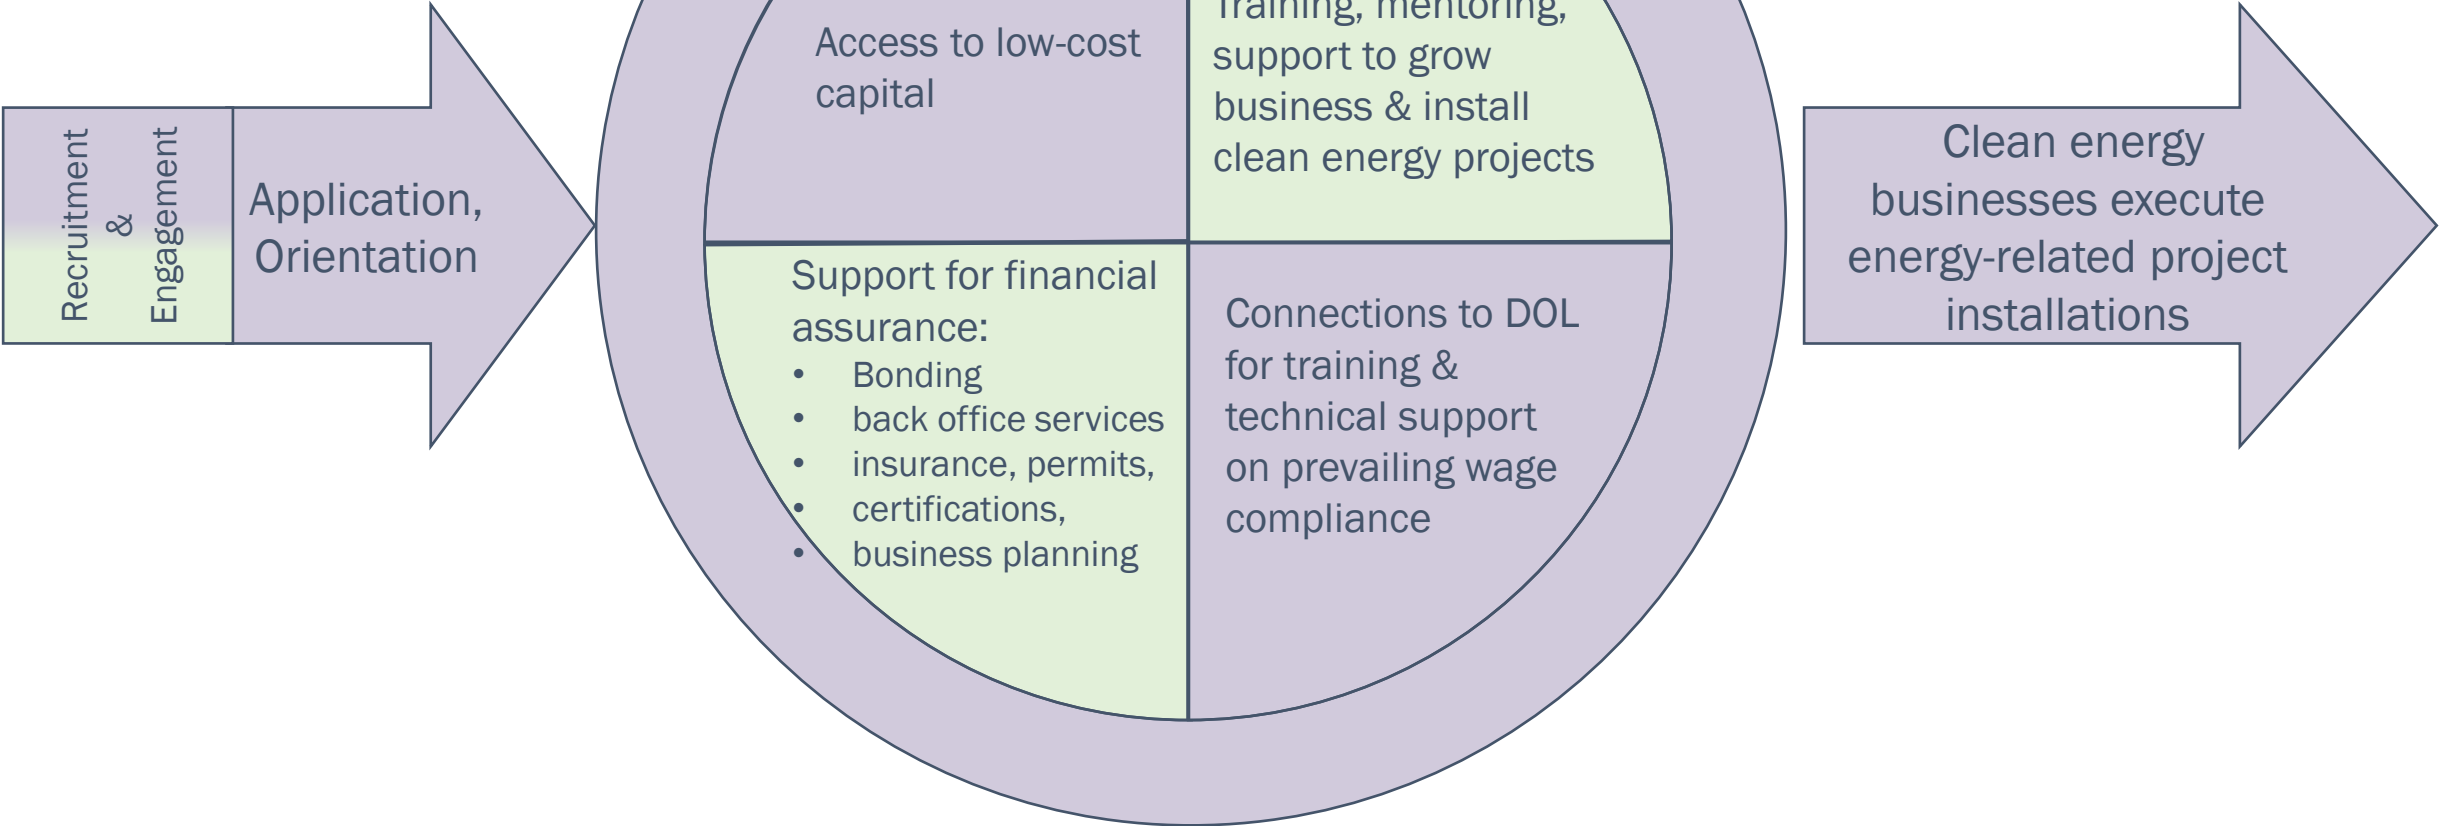 Recruitment
&
Engagement
Application,
Orientation
Access to low-cost
capital
Training, mentoring,
support to grow
business & install
clean energy projects
Support for financial
assurance:
• Bonding
• back office services
• insurance, permits,
• certifications,
• business planning
Connections to DOL
for training &
technical support
on prevailing wage
compliance
Clean energy
businesses execute
energy-related project
installations